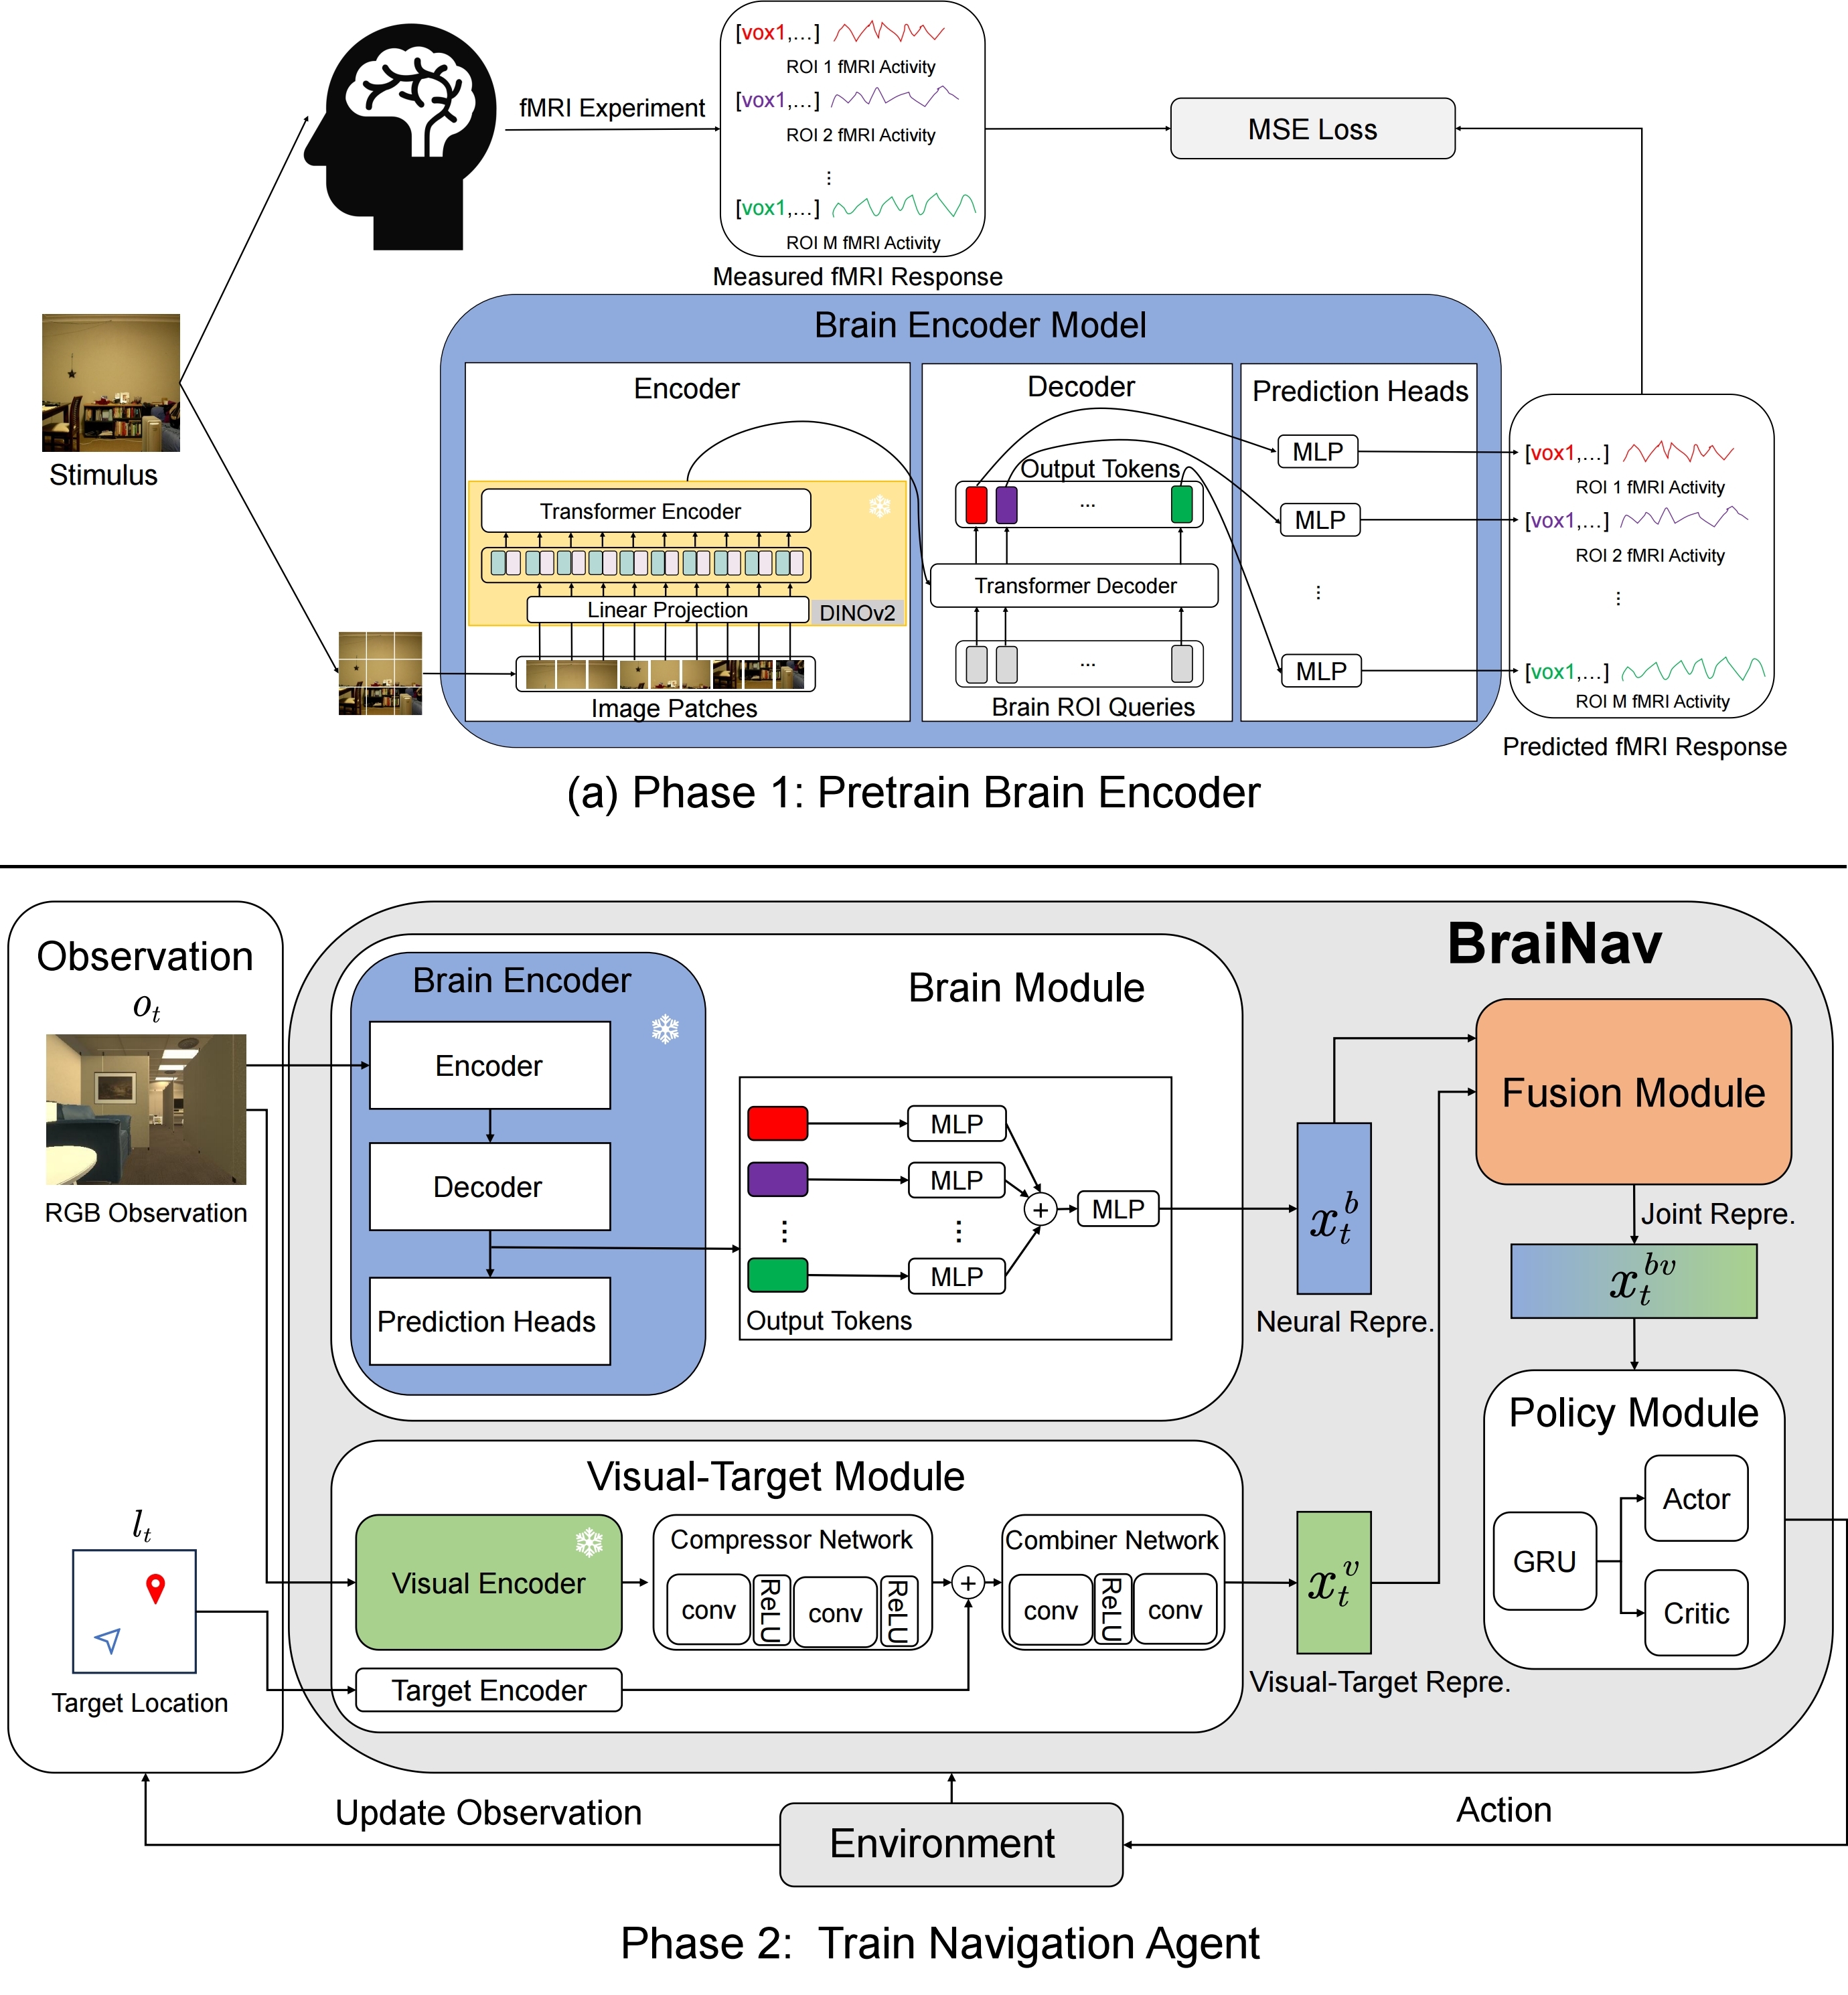 [vox1,...]
ROI 1 fMRI Activity
[vox1,...]
ROI 2 fMRI Activity
...
[vox1,...]
ROI M fMRI Activity
Measured fMRI Response
fMRI Experiment
MSE Loss
Stimulus
Brain Encoder Model
Encoder
Transformer Encoder
Linear Projection
DINOv2
Image Patches
Decoder
Output Tokens
...
Transformer Decoder
...
Brain ROI Queries
Prediction Heads
MLP
MLP
...
MLP
[vox1,...]
ROI 1 fMRI Activity
[vox1,...]
ROI 2 fMRI Activity
...
[vox1,...]
ROI M fMRI Activity
Predicted fMRI Response
(a) Phase 1: Pretrain Brain Encoder
Observation
o_t
RGB Observation
l_t
Target Location
BraiNav
Brain Module
Brain Encoder
Encoder
Decoder
Prediction Heads
MLP
MLP
...
...
MLP
Output Tokens
+
MLP
x_t^b
Neural Repre.
Fusion Module
Joint Repre.
x_t^{bv}
Policy Module
GRU
Actor
Critic
Visual-Target Module
Visual Encoder
Compressor Network
conv
ReLU
conv
ReLU
+
Combiner Network
conv
ReLU
conv
Target Encoder
x_t^v
Visual-Target Repre.
Update Observation
Environment
Action
Phase 2: Train Navigation Agent